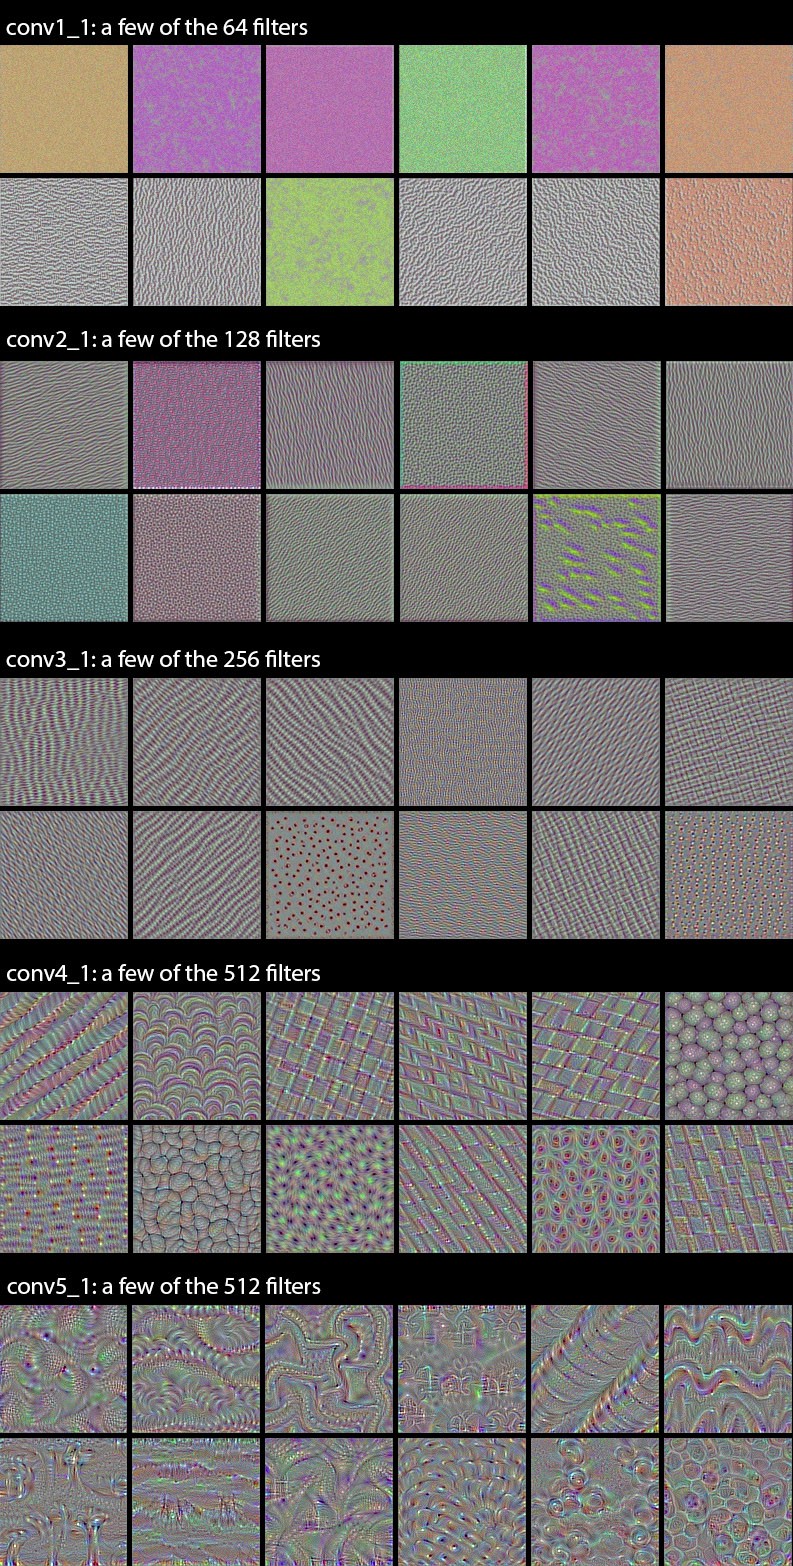 conv1_1: a few of the 64 filters
conv2_1: a few of the 128 filters
conv3_1: a few of the 256 filters
conv4_1: a few of the 512 filters
conv5_1: a few of the 512 filters